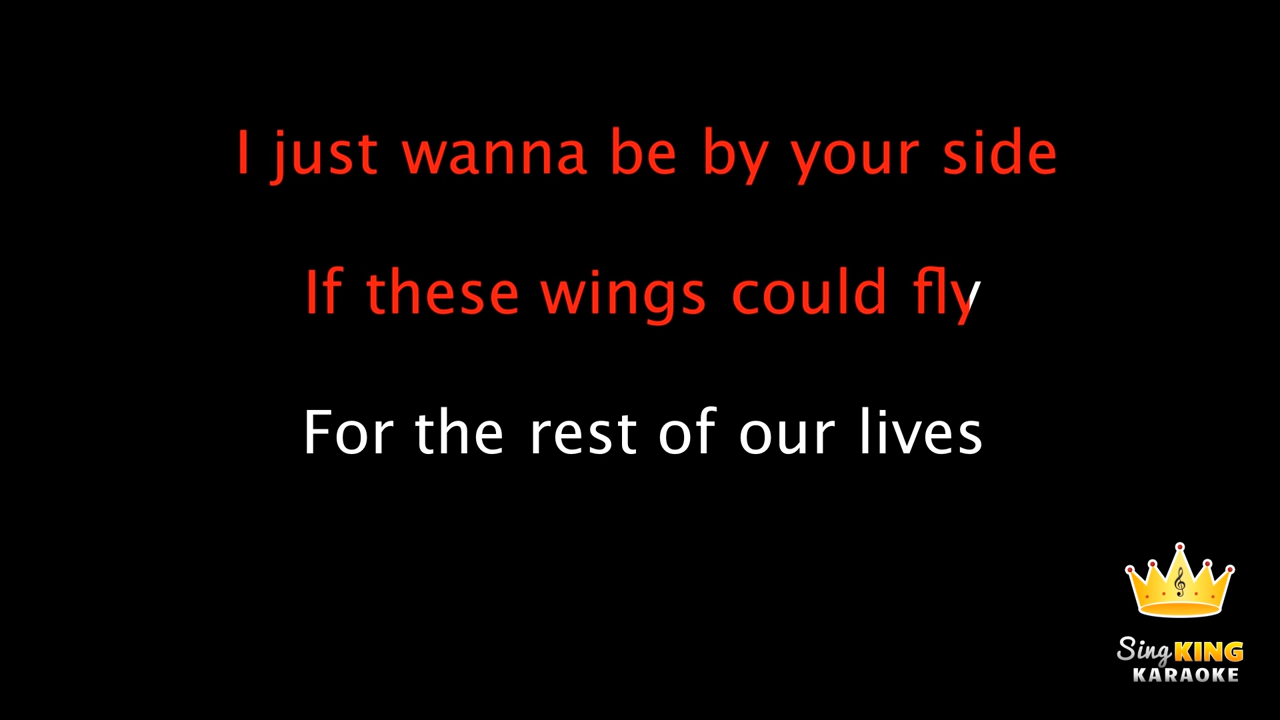 I just wanna be by your side
If these wings could fly
For the rest of our lives
Sing KING
KARAOKE